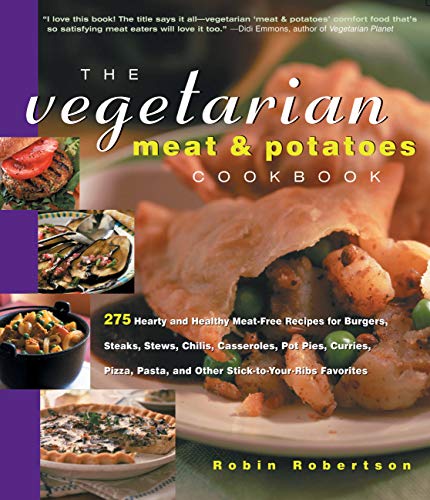 “I love this book! The title says it all—vegetarian ‘meat & potatoes’ comfort food that’s
so satisfying meat eaters will love it too.” —Didi Emmons, author of Vegetarian Planet
THE
vegetarian
meat & potatoes
COOKBOOK
275 Hearty and Healthy Meat-Free Recipes for Burgers,
Steaks, Stews, Chilis, Casseroles, Pot Pies, Curries,
Pizza, Pasta, and Other Stick-to-Your-Ribs Favorites
Robin Robertson